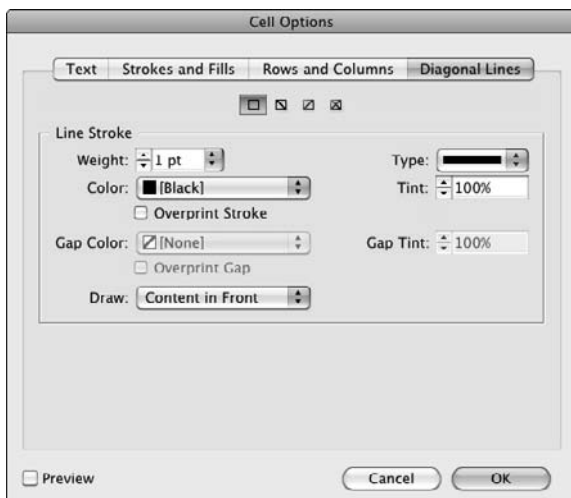 Cell Options
Text Strokes and Fills Rows and Columns Diagonal Lines
Line Stroke
Weight: 1 pt Type:
Color: [Black] Tint: 100%
Overprint Stroke
Gap Color: [None] Gap Tint: 100%
Overprint Gap
Draw: Content in Front
Preview Cancel OK